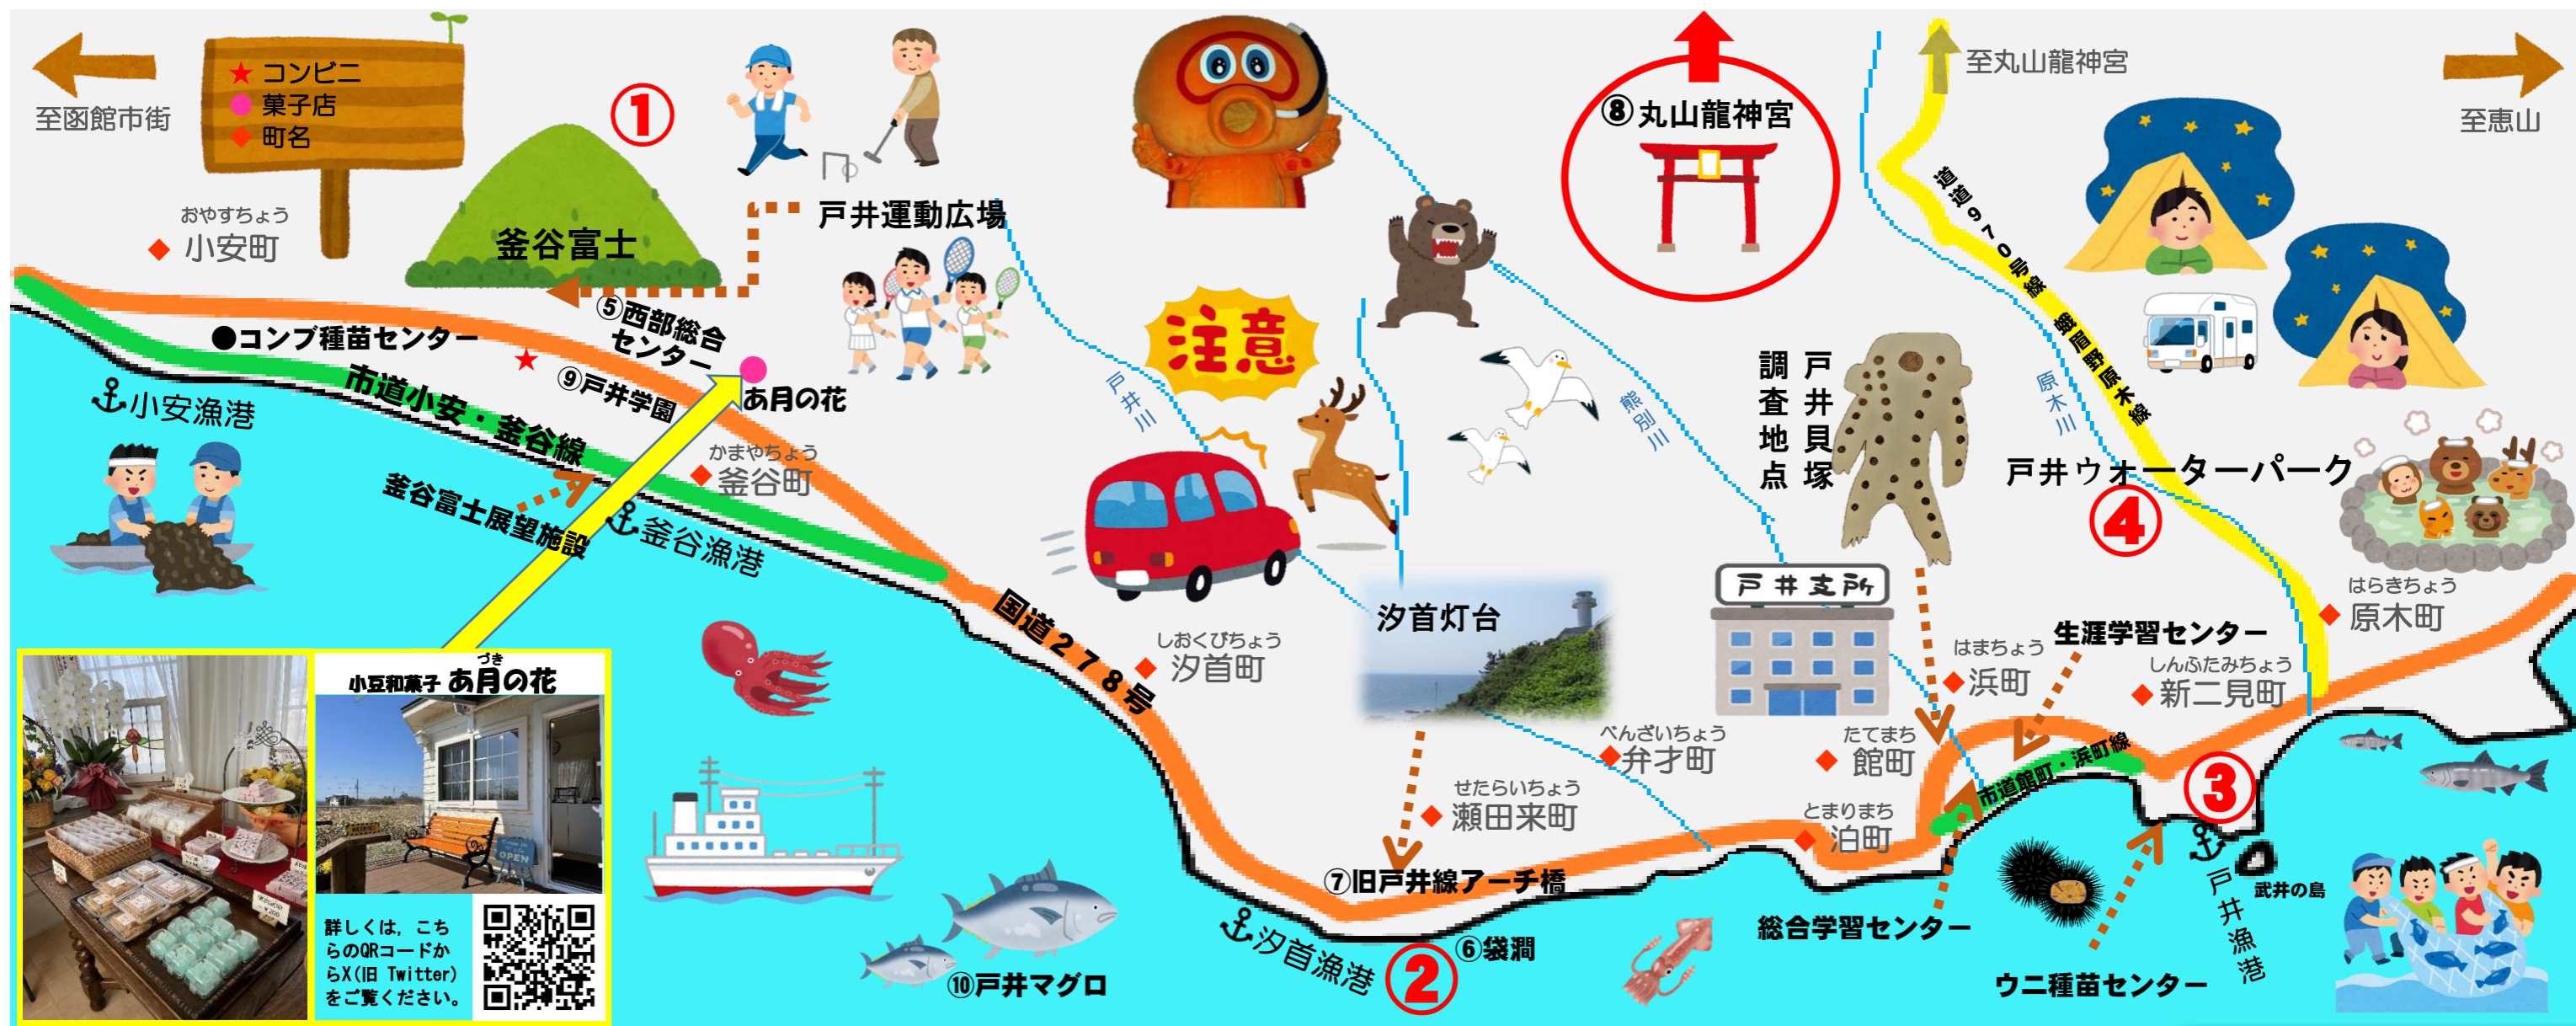 至函館市街
★ コンビニ
● 菓子店
◆ 町名
①
⑧丸山龍神宮
至丸山龍神宮
至恵山
おやすちょう
小安町
釜谷富士
戸井運動広場
道道970号線 蛾眉野原木線
●コンブ種苗センター
⑤西部総合
センター
⑨戸井学園
あ月の花
注意
戸井川
熊別川
原木川
戸井貝塚
調査地点
小安漁港
市道小安・釜谷線
かまやちょう
釜谷町
釜谷富士展望施設
釜谷漁港
戸井ウォーターパーク
④
国道278号
しおくびちょう
汐首町
汐首灯台
戸井支所
はらきちょう
原木町
生涯学習センター
はまちょう
浜町
しんふたみちょう
新二見町
べんざいちょう
弁才町
たてまち
館町
市道館町・浜町線
せたらいちょう
瀬田来町
とまりまち
泊町
③
⑦旧戸井線アーチ橋
武井の島
戸井漁港
総合学習センター
ウニ種苗センター
汐首漁港
②
⑥袋澗
⑩戸井マグロ
づき
小豆和菓子 あ月の花
OPEN
詳しくは，こち
らのQRコードか
らX(旧 Twitter)
をご覧ください。